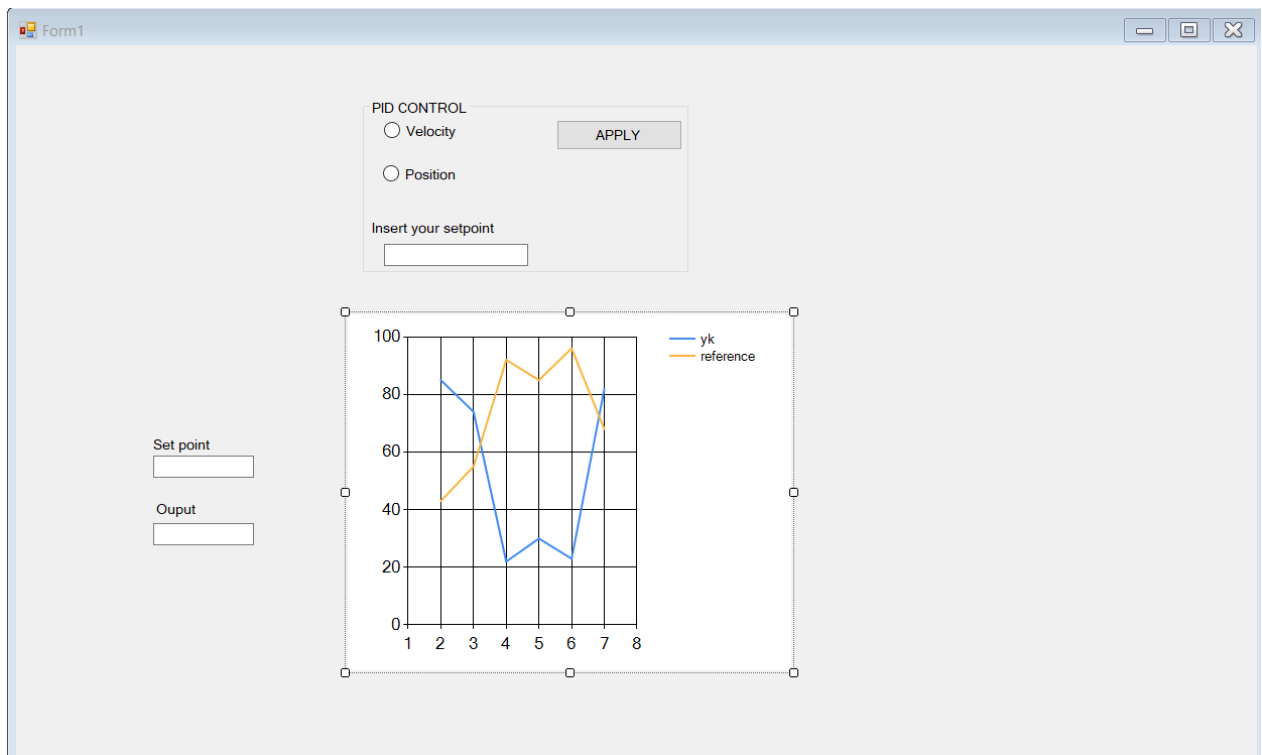 Form1
PID CONTROL
Velocity
APPLY
Position
Insert your setpoint
100
80
60
40
20
0
1 2 3 4 5 6 7 8
yk
reference
Set point
Ouput